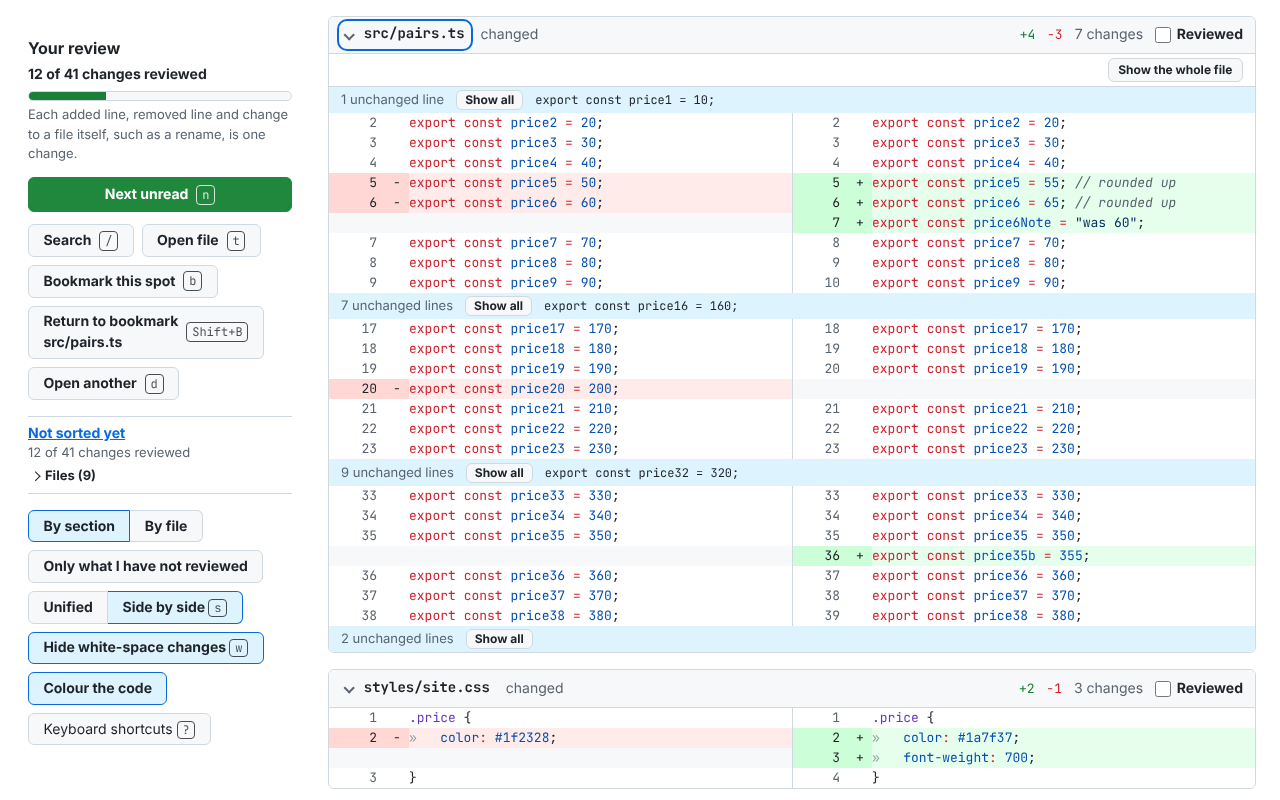 Your review
12 of 41 changes reviewed
Each added line, removed line and change
to a file itself, such as a rename, is one
change.
Next unread n
Search / Open file t
Bookmark this spot b
Return to bookmark
src/pairs.ts Shift+B
Open another d
Not sorted yet
12 of 41 changes reviewed
Files (9)
By section By file
Only what I have not reviewed
Unified Side by side s
Hide white-space changes w
Colour the code
Keyboard shortcuts ?
src/pairs.ts changed +4 -3 7 changes Reviewed
Show the whole file
1 unchanged line Show all export const price1 = 10;
2 export const price2 = 20; 2 export const price2 = 20;
3 export const price3 = 30; 3 export const price3 = 30;
4 export const price4 = 40; 4 export const price4 = 40;
5 - export const price5 = 50; 5 + export const price5 = 55; // rounded up
6 - export const price6 = 60; 6 + export const price6 = 65; // rounded up
7 + export const price6Note = "was 60";
7 export const price7 = 70; 8 export const price7 = 70;
8 export const price8 = 80; 9 export const price8 = 80;
9 export const price9 = 90; 10 export const price9 = 90;
7 unchanged lines Show all export const price16 = 160;
17 export const price17 = 170; 18 export const price17 = 170;
18 export const price18 = 180; 19 export const price18 = 180;
19 export const price19 = 190; 20 export const price19 = 190;
20 - export const price20 = 200;
21 export const price21 = 210; 21 export const price21 = 210;
22 export const price22 = 220; 22 export const price22 = 220;
23 export const price23 = 230; 23 export const price23 = 230;
9 unchanged lines Show all export const price32 = 320;
33 export const price33 = 330; 33 export const price33 = 330;
34 export const price34 = 340; 34 export const price34 = 340;
35 export const price35 = 350; 35 export const price35 = 350;
36 + export const price35b = 355;
36 export const price36 = 360; 37 export const price36 = 360;
37 export const price37 = 370; 38 export const price37 = 370;
38 export const price38 = 380; 39 export const price38 = 380;
2 unchanged lines Show all
styles/site.css changed +2 -1 3 changes Reviewed
1 .price { 1 .price {
2 - » color: #1f2328; 2 + » color: #1a7f37;
3 + » font-weight: 700;
3 } 4 }